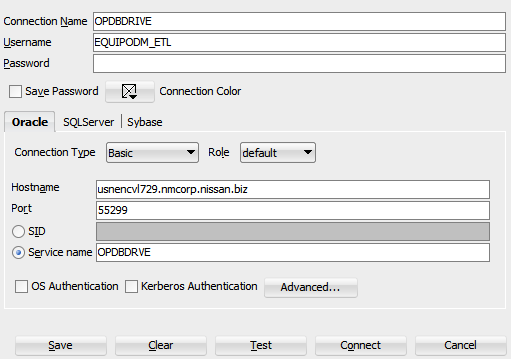 Connection Name OPDBDRIVE
Username EQUIPODM_ETL
Password
Save Password Connection Color
Oracle SQLServer Sybase
Connection Type Basic Role default
Hostname usnencvl729.nmcorp.nissan.biz
Port 55299
SID
Service name OPDBDRVE
OS Authentication Kerberos Authentication Advanced...
Save Clear Test Connect Cancel